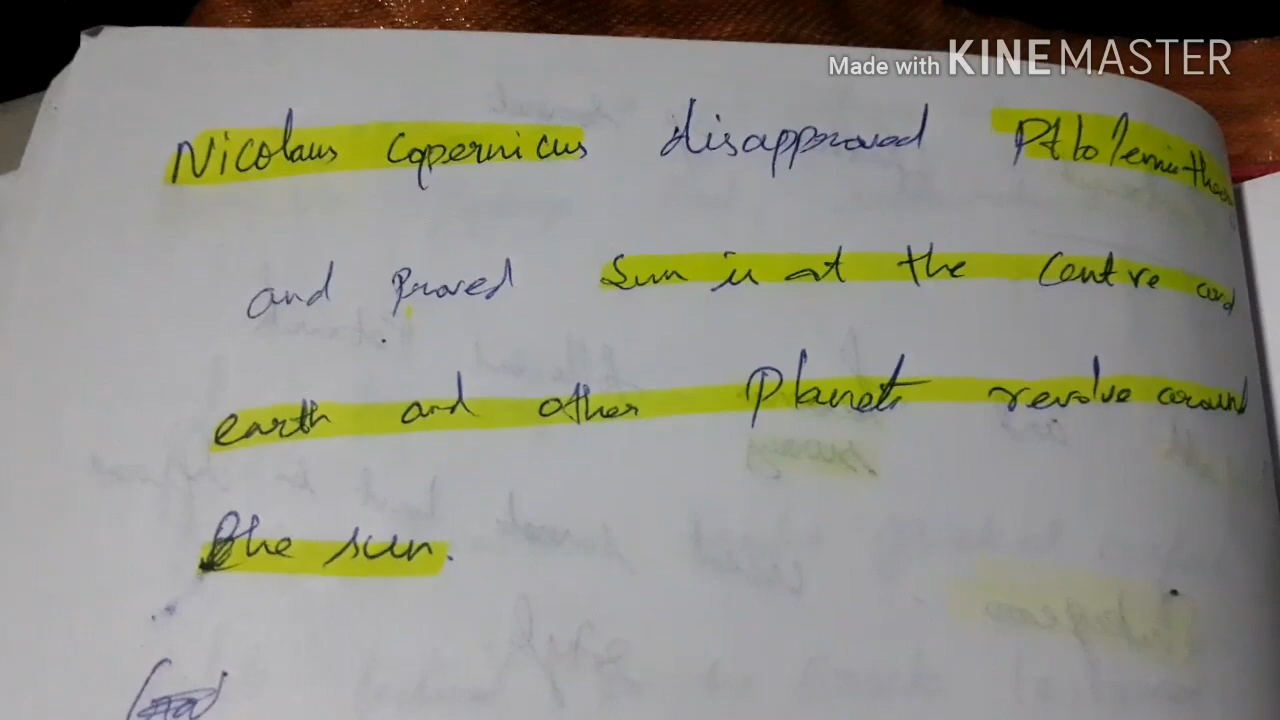 Made with KINEMASTER
Nicolaus Copernicus disapproved Ptolemic theory
and Proved Sun is at the Centre and
earth and other Planets revolve around
the sun.